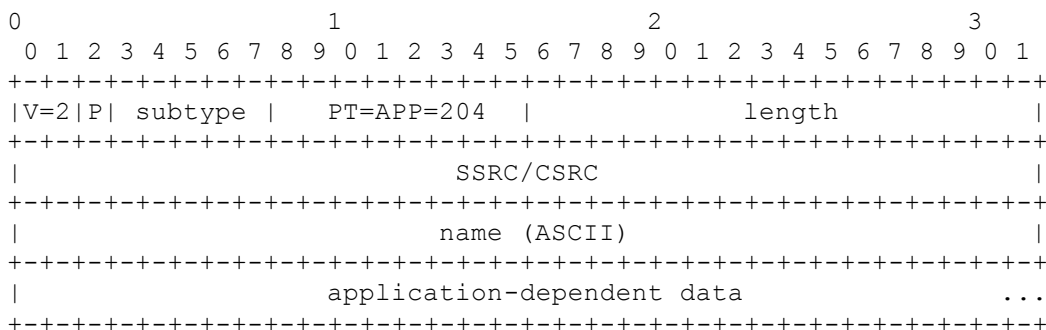 0                   1                   2                   3
 0 1 2 3 4 5 6 7 8 9 0 1 2 3 4 5 6 7 8 9 0 1 2 3 4 5 6 7 8 9 0 1
+-+-+-+-+-+-+-+-+-+-+-+-+-+-+-+-+-+-+-+-+-+-+-+-+-+-+-+-+-+-+-+-+
|V=2|P| subtype |   PT=APP=204  |             length            |
+-+-+-+-+-+-+-+-+-+-+-+-+-+-+-+-+-+-+-+-+-+-+-+-+-+-+-+-+-+-+-+-+
|                           SSRC/CSRC                           |
+-+-+-+-+-+-+-+-+-+-+-+-+-+-+-+-+-+-+-+-+-+-+-+-+-+-+-+-+-+-+-+-+
|                          name (ASCII)                         |
+-+-+-+-+-+-+-+-+-+-+-+-+-+-+-+-+-+-+-+-+-+-+-+-+-+-+-+-+-+-+-+-+
|                   application-dependent data                ...
+-+-+-+-+-+-+-+-+-+-+-+-+-+-+-+-+-+-+-+-+-+-+-+-+-+-+-+-+-+-+-+-+